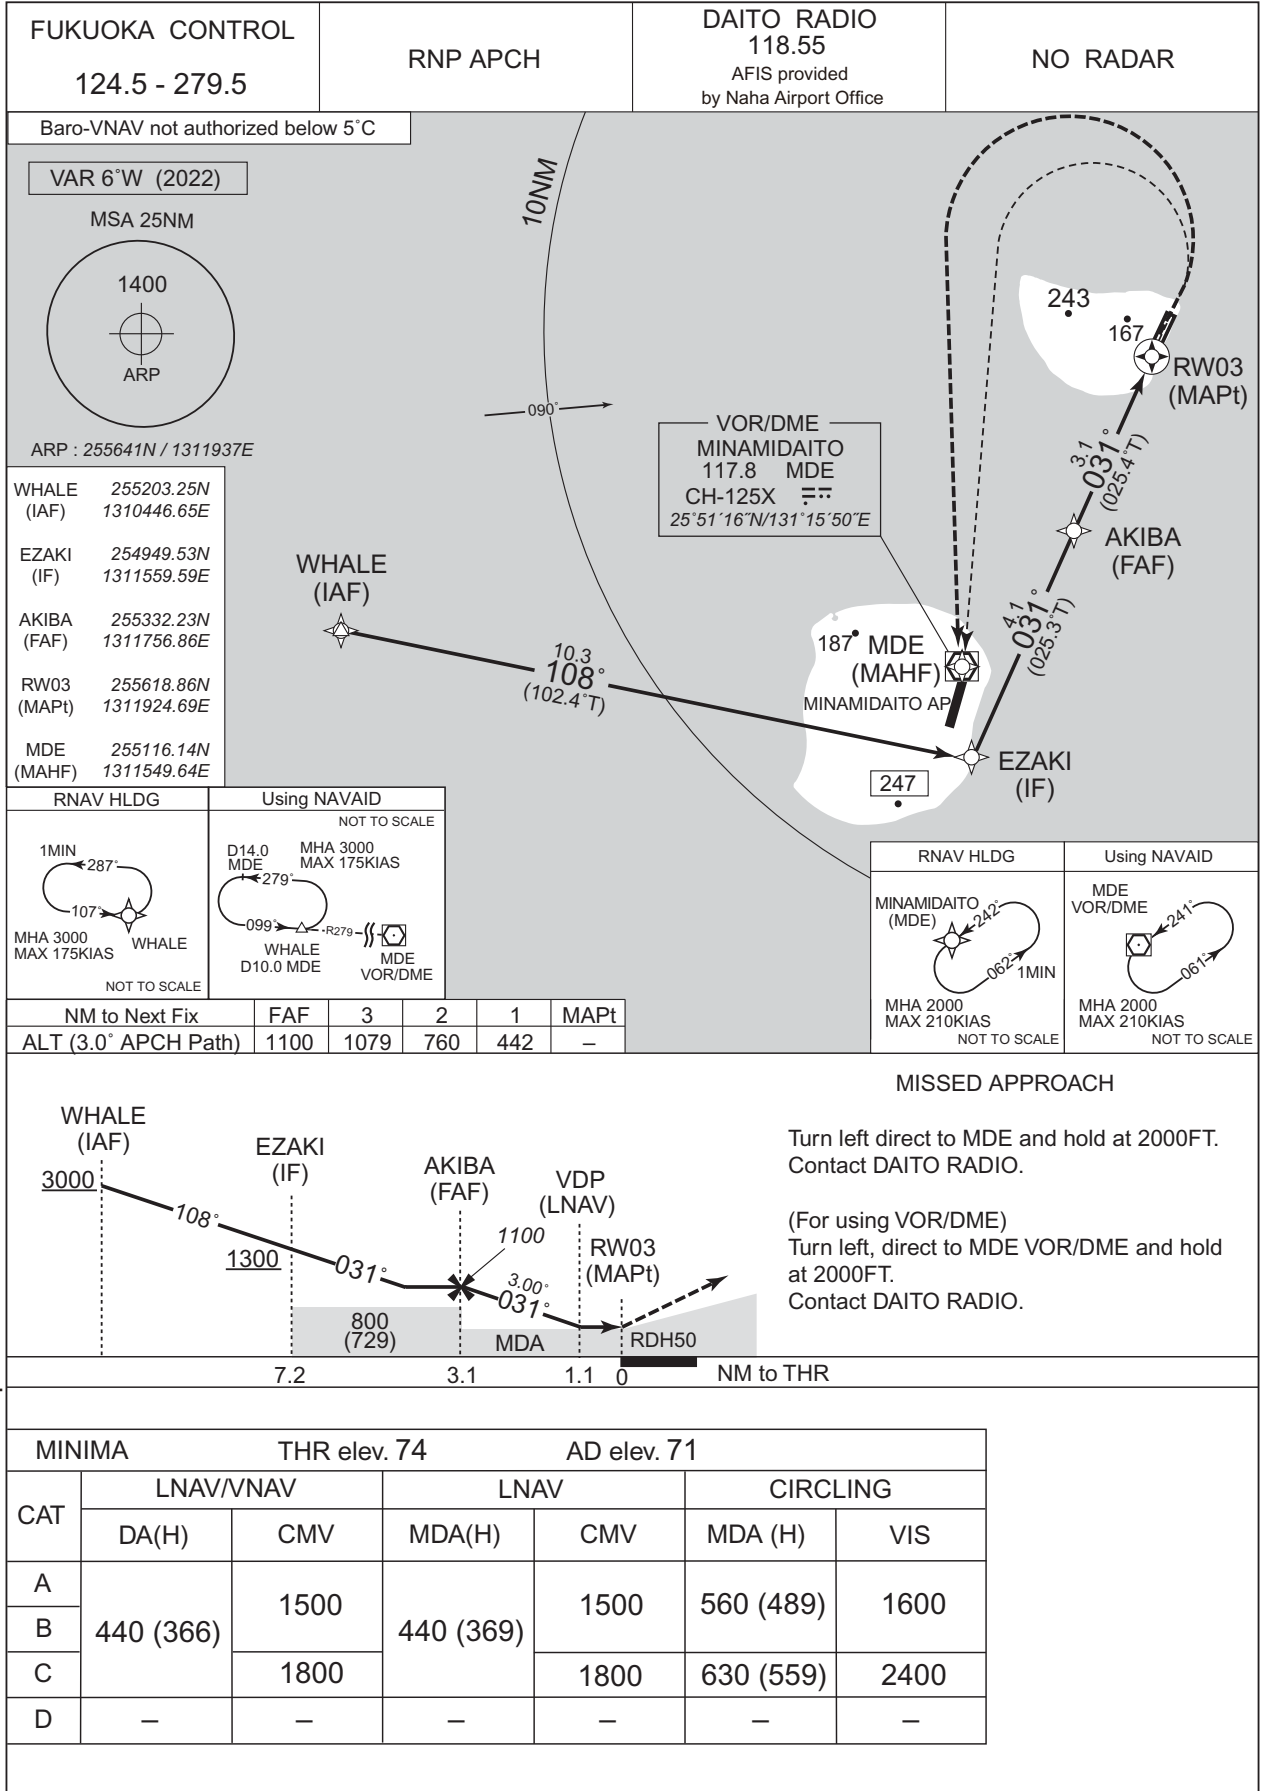 FUKUOKA CONTROL
124.5 - 279.5
RNP APCH
DAITO RADIO
118.55
AFIS provided
by Naha Airport Office
NO RADAR
Baro-VNAV not authorized below 5˚C
VAR 6˚W (2022)
MSA 25NM
1400
ARP
ARP : 255641N / 1311937E
WHALE 255203.25N
(IAF) 1310446.65E
EZAKI 254949.53N
(IF) 1311559.59E
AKIBA 255332.23N
(FAF) 1311756.86E
RW03 255618.86N
(MAPt) 1311924.69E
MDE 255116.14N
(MAHF) 1311549.64E
10NM
090˚
243
167
RW03
(MAPt)
3.1
031˚
(025.4˚T)
VOR/DME
MINAMIDAITO
117.8 MDE
CH-125X
25˚51´16˝N/131˚15´50˝E
AKIBA
(FAF)
4.1
031˚
(025.3˚T)
WHALE
(IAF)
10.3
108˚
(102.4˚T)
187
MDE
(MAHF)
MINAMIDAITO AP
EZAKI
(IF)
247
RNAV HLDG
1MIN
287˚
107˚
MHA 3000
MAX 175KIAS
WHALE
NOT TO SCALE
Using NAVAID
NOT TO SCALE
D14.0
MDE
MHA 3000
MAX 175KIAS
279˚
099˚
R279
WHALE
D10.0 MDE
MDE
VOR/DME
RNAV HLDG
MINAMIDAITO
(MDE)
242˚
062˚
1MIN
MHA 2000
MAX 210KIAS
NOT TO SCALE
Using NAVAID
MDE
VOR/DME
241˚
061˚
MHA 2000
MAX 210KIAS
NOT TO SCALE
NM to Next Fix FAF 3 2 1 MAPt
ALT (3.0˚ APCH Path) 1100 1079 760 442 –
WHALE
(IAF)
3000
108˚
EZAKI
(IF)
1300
031˚
AKIBA
(FAF)
1100
3.00˚
031˚
VDP
(LNAV)
RW03
(MAPt)
800
(729)
MDA
RDH50
7.2 3.1 1.1 0 NM to THR
MISSED APPROACH
Turn left direct to MDE and hold at 2000FT.
Contact DAITO RADIO.
(For using VOR/DME)
Turn left, direct to MDE VOR/DME and hold
at 2000FT.
Contact DAITO RADIO.
MINIMA THR elev. 74 AD elev. 71
CAT LNAV/VNAV LNAV CIRCLING
DA(H) CMV MDA(H) CMV MDA (H) VIS
A
B
440 (366) 1500 440 (369) 1500 560 (489) 1600
C 1800 1800 630 (559) 2400
D – – – – – –